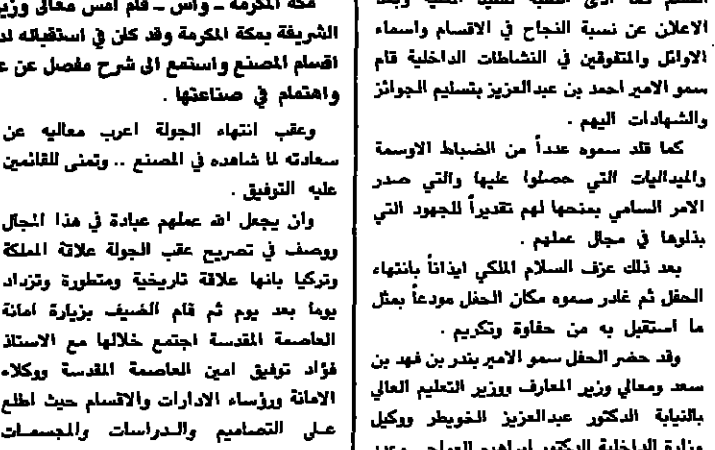 الاعلان عن نسبة النجاح في الاقسام واسماء
الاوائل والمتفوقين في النشاطات الداخلية قام
سمو الامير احمد بن عبدالعزيز بتسليم الجوائز
والشهادات اليهم .
كما قلد سموه عدداً من الضباط الاوسمة
والميداليات التي حصلوا عليها والتي صدر
الامر السامي بمنحها لهم تقديراً للجهود التي
بذلوها في مجال عملهم .
بعد ذلك عزف السلام الملكي ايذاناً بانتهاء
الحفل ثم غادر سموه مكان الحفل مودعاً بمثل
ما استقبل به من حفاوة وتكريم .
وقد حضر الحفل سمو الامير بندر بن فهد بن
سعد ومعالي وزير المعارف ووزير التعليم العالي
بالنيابة الدكتور عبدالعزيز الخويطر ووكيل
وزارة الداخلية الدكتور ابراهيم العواجي وعدد
مكة المكرمة ـ واس ـ قام امس معالي وزير
الشريفة بمكة المكرمة وقد كان في استقباله لد
اقسام المصنع واستمع الى شرح مفصل عن ع
واهتمام في صناعتها .
وعقب انتهاء الجولة اعرب معاليه عن
سعادته لما شاهده في المصنع .. وتمنى للقائمين
عليه التوفيق .
وان يجعل الله عملهم عبادة في هذا المجال
ووصف في تصريح عقب الجولة علاقة المملكة
وتركيا بانها علاقة تاريخية ومتطورة وتزداد
يوما بعد يوم ثم قام الضيف بزيارة امانة
العاصمة المقدسة اجتمع خلالها مع الاستاذ
فؤاد توفيق امين العاصمة المقدسة ووكلاء
الامانة ورؤساء الادارات والاقسام حيث اطلع
على التصاميم والدراسات والمجسمات